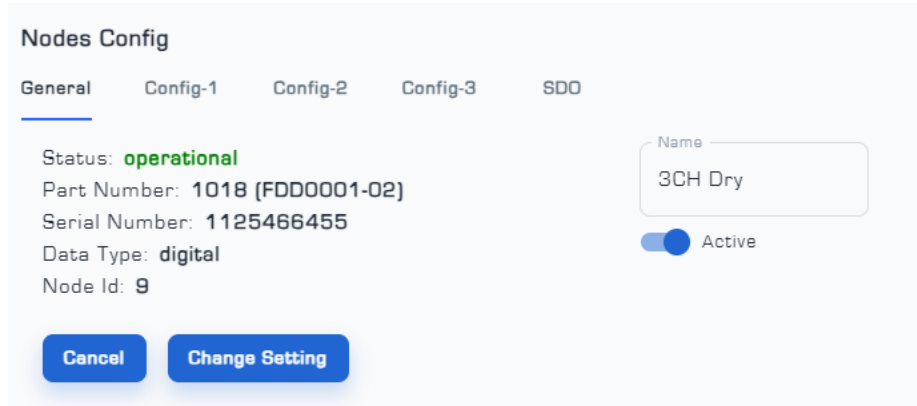 Nodes Config
General Config-1 Config-2 Config-3 SDO
Status: operational
Part Number: 1018 (FDD0001-02)
Serial Number: 1125466455
Data Type: digital
Node Id: 9
Name
3CH Dry
Active
Cancel Change Setting